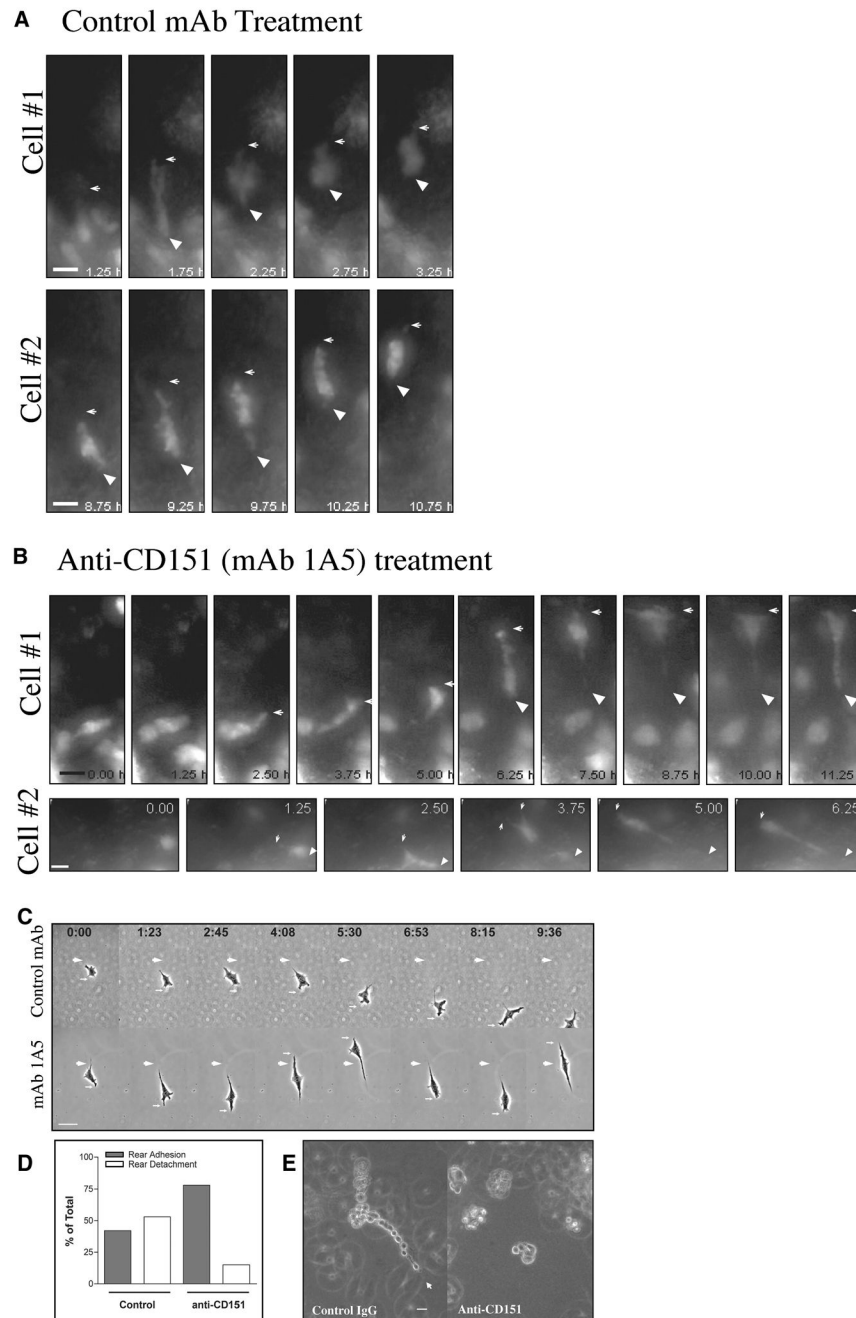 A Control mAb Treatment
Cell #1
1.25 h 1.75 h 2.25 h 2.75 h 3.25 h
Cell #2
8.75 h 9.25 h 9.75 h 10.25 h 10.75 h
B Anti-CD151 (mAb 1A5) treatment
Cell #1
0.00 h 1.25 h 2.50 h 3.75 h 5.00 h 6.25 h 7.50 h 8.75 h 10.00 h 11.25 h
Cell #2
0.00 1.25 2.50 3.75 5.00 6.25
C
Control mAb
0:00 1:23 2:45 4:08 5:30 6:53 8:15 9:36
mAb 1A5
D
Rear Adhesion
Rear Detachment
% of Total
100
75
50
25
0
Control anti-CD151
E
Control IgG Anti-CD151